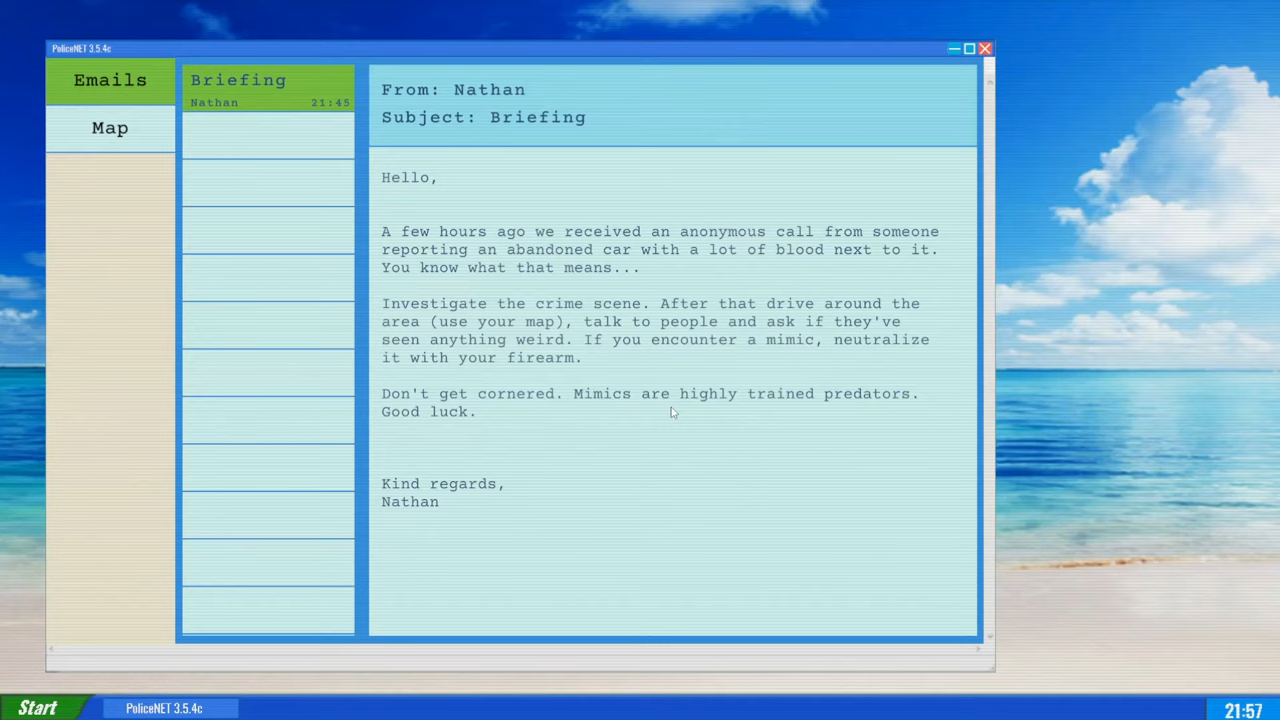 PoliceNET 3.5.4c
Emails
Map
Briefing
Nathan 21:45
From: Nathan
Subject: Briefing
Hello,
A few hours ago we received an anonymous call from someone
reporting an abandoned car with a lot of blood next to it.
You know what that means...
Investigate the crime scene. After that drive around the
area (use your map), talk to people and ask if they've
seen anything weird. If you encounter a mimic, neutralize
it with your firearm.
Don't get cornered. Mimics are highly trained predators.
Good luck.
Kind regards,
Nathan
Start
PoliceNET 3.5.4c
21:57